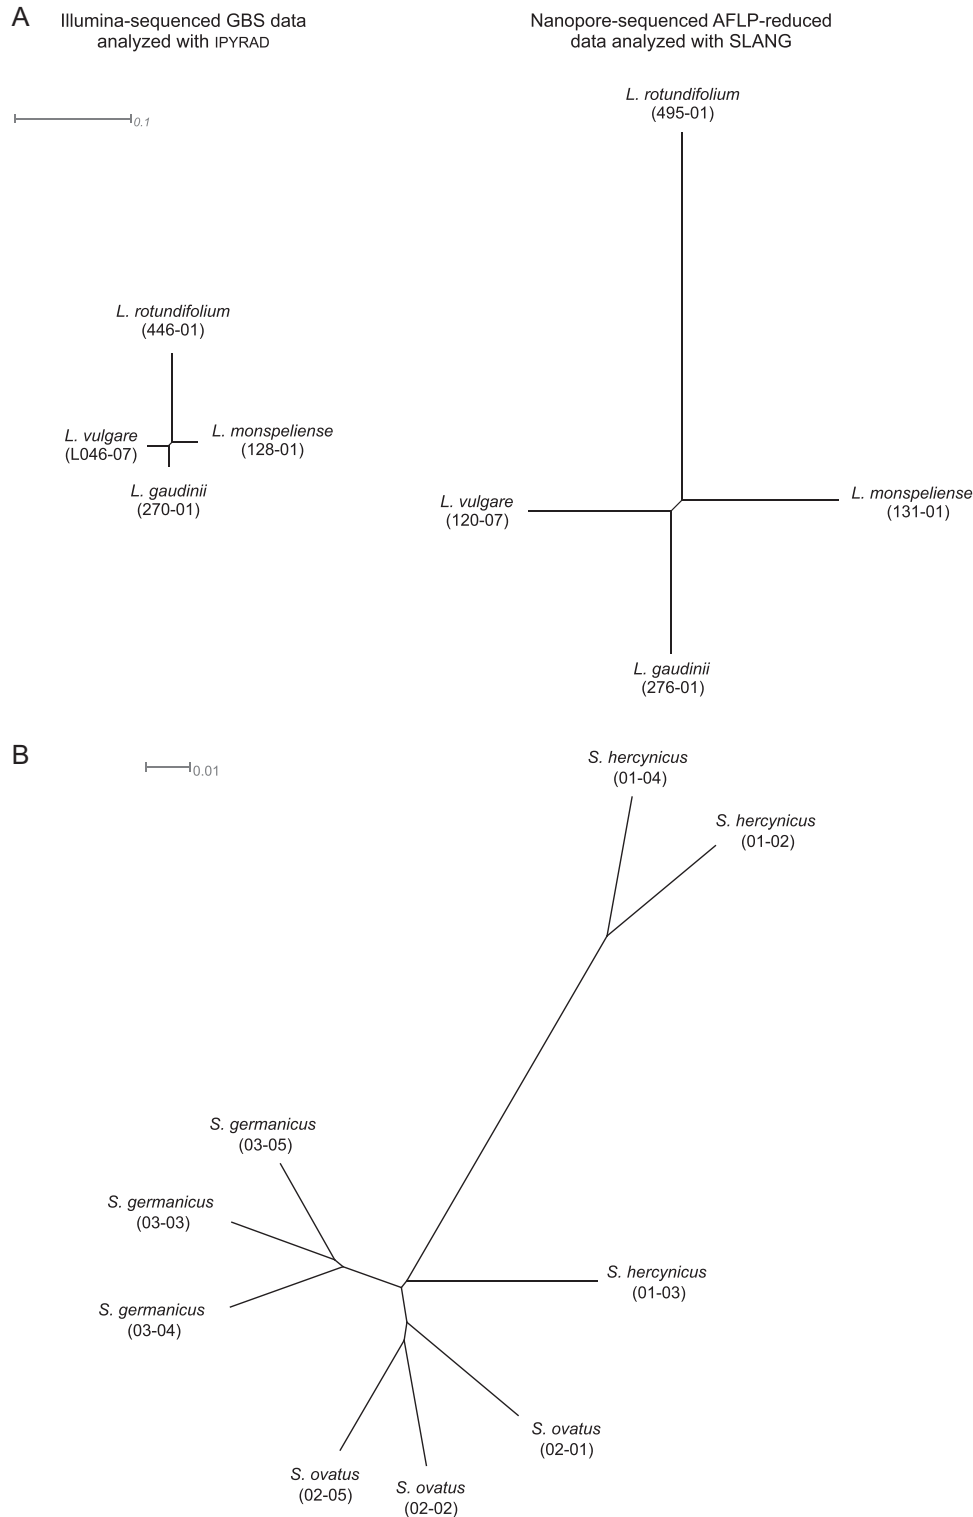 A
Illumina-sequenced GBS data
analyzed with IPYRAD
Nanopore-sequenced AFLP-reduced
data analyzed with SLANG
0.1
L. rotundifolium
(495-01)
L. rotundifolium
(446-01)
L. vulgare
(L046-07)
L. monspeliense
(128-01)
L. gaudinii
(270-01)
L. vulgare
(120-07)
L. monspeliense
(131-01)
L. gaudinii
(276-01)
B
0.01
S. hercynicus
(01-04)
S. hercynicus
(01-02)
S. germanicus
(03-05)
S. germanicus
(03-03)
S. germanicus
(03-04)
S. hercynicus
(01-03)
S. ovatus
(02-01)
S. ovatus
(02-05)
S. ovatus
(02-02)